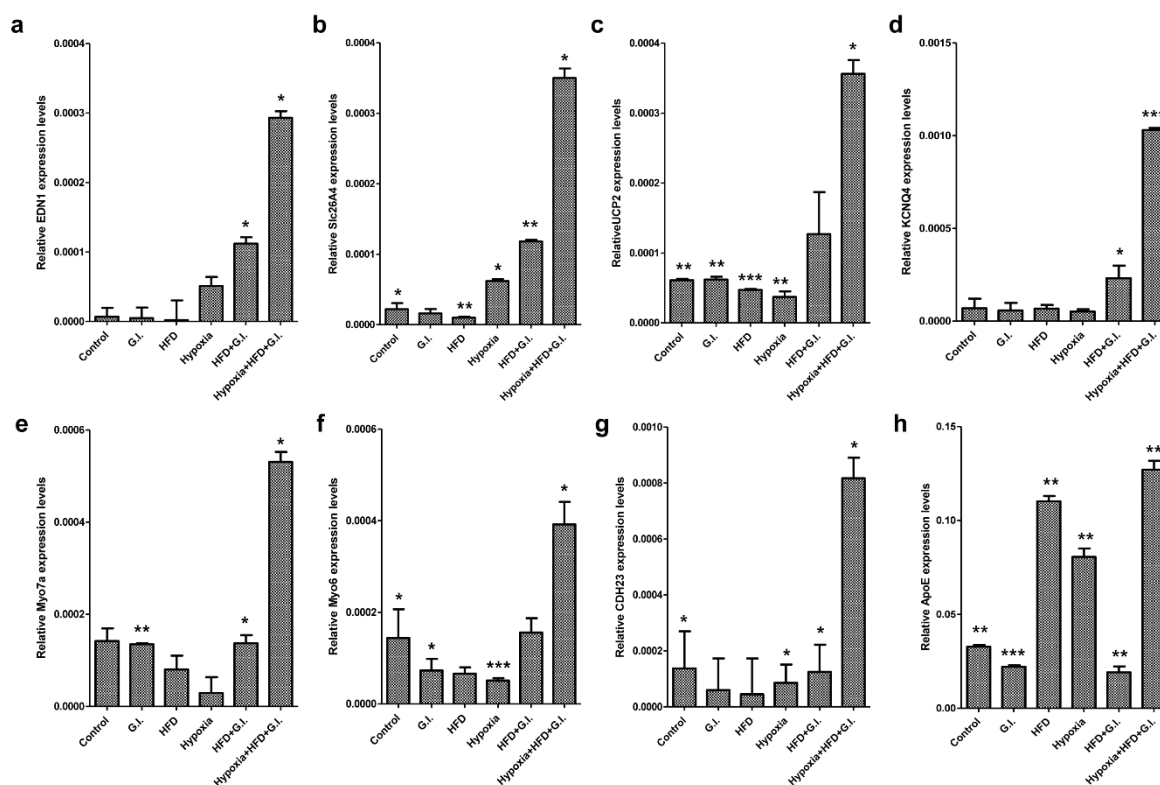 a
Relative EDN1 expression levels
0.0004
0.0003
0.0002
0.0001
0.0000
*
*
Control
G.I.
HFD
Hypoxia
HFD+G.I.
Hypoxia+HFD+G.I.
b
Relative Slc26A4 expression levels
0.0004
0.0003
0.0002
0.0001
0.0000
*
**
*
**
*
Control
G.I.
HFD
Hypoxia
HFD+G.I.
Hypoxia+HFD+G.I.
c
RelativeUCP2 expression levels
0.0004
0.0003
0.0002
0.0001
0.0000
**
**
***
**
*
Control
G.I.
HFD
Hypoxia
HFD+G.I.
Hypoxia+HFD+G.I.
d
Relative KCNQ4 expression levels
0.0015
0.0010
0.0005
0.0000
*
***
Control
G.I.
HFD
Hypoxia
HFD+G.I.
Hypoxia+HFD+G.I.
e
Relative Myo7a expression levels
0.0006
0.0004
0.0002
0.0000
**
*
*
Control
G.I.
HFD
Hypoxia
HFD+G.I.
Hypoxia+HFD+G.I.
f
Relative Myo6 expression levels
0.0006
0.0004
0.0002
0.0000
*
*
***
*
Control
G.I.
HFD
Hypoxia
HFD+G.I.
Hypoxia+HFD+G.I.
g
Relative CDH23 expression levels
0.0010
0.0008
0.0006
0.0004
0.0002
0.0000
*
*
*
*
Control
G.I.
HFD
Hypoxia
HFD+G.I.
Hypoxia+HFD+G.I.
h
Relative ApoE expression levels
0.15
0.10
0.05
0.00
**
***
**
**
**
**
Control
G.I.
HFD
Hypoxia
HFD+G.I.
Hypoxia+HFD+G.I.